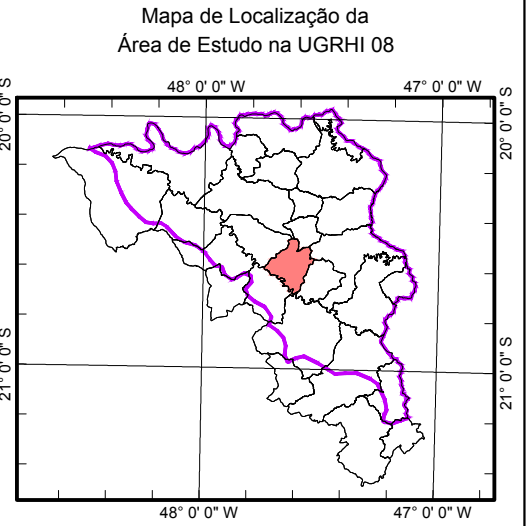 Mapa de Localização da
Área de Estudo na UGRHI 08
48° 0' 0" W
47° 0' 0" W
20° 0' 0" S
20° 0' 0" S
21° 0' 0" S
21° 0' 0" S
48° 0' 0" W
47° 0' 0" W